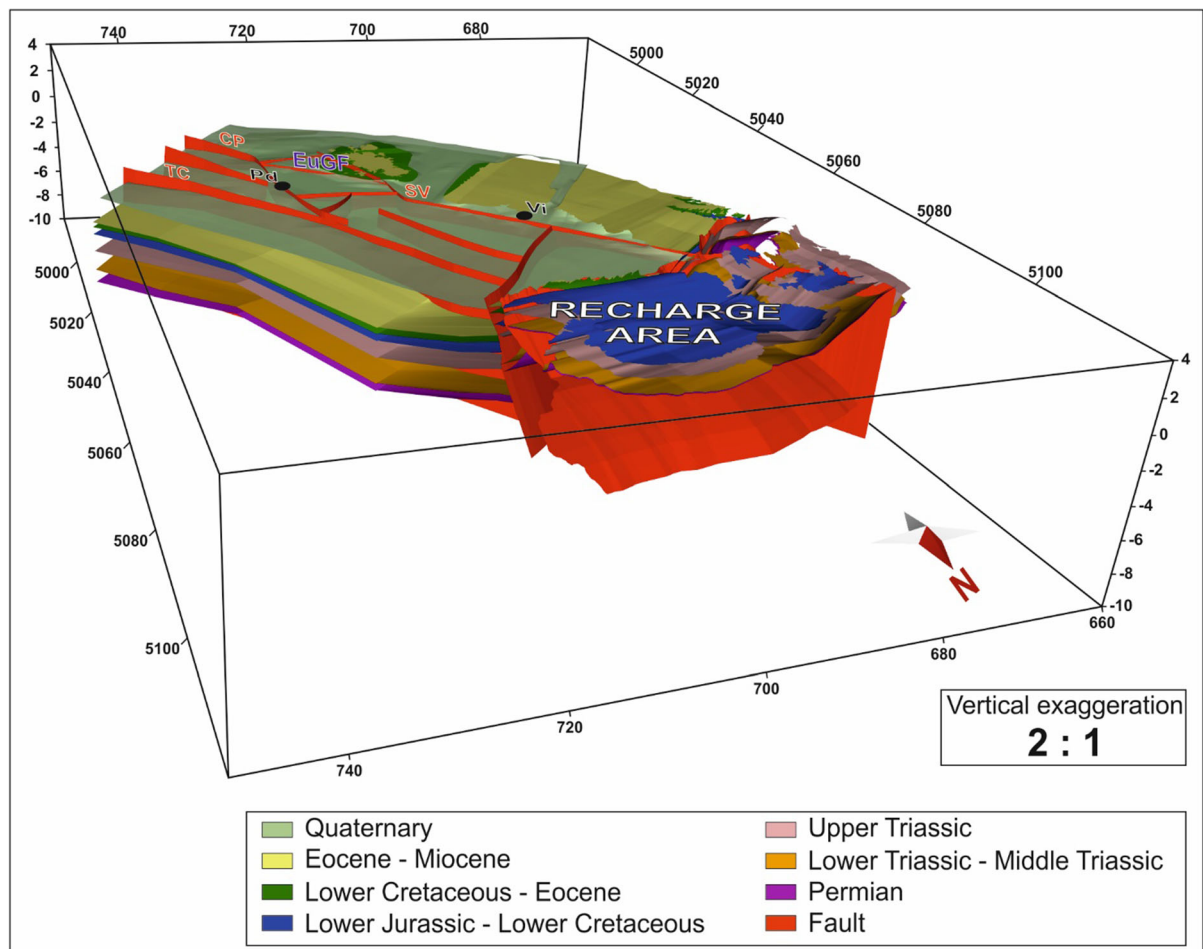 740 720 700 680
5000
5020
5040
5060
5080
5100
4
2
0
-2
-4
-6
-8
-10
CP
EuGF
TC
Pd
SV
Vi
RECHARGE
AREA
5000
5020
5040
5060
5080
5100
4
2
0
-2
-4
-6
-8
-10
740
720
700
680
660
N
Vertical exaggeration
2 : 1
Quaternary
Eocene - Miocene
Lower Cretaceous - Eocene
Lower Jurassic - Lower Cretaceous
Upper Triassic
Lower Triassic - Middle Triassic
Permian
Fault